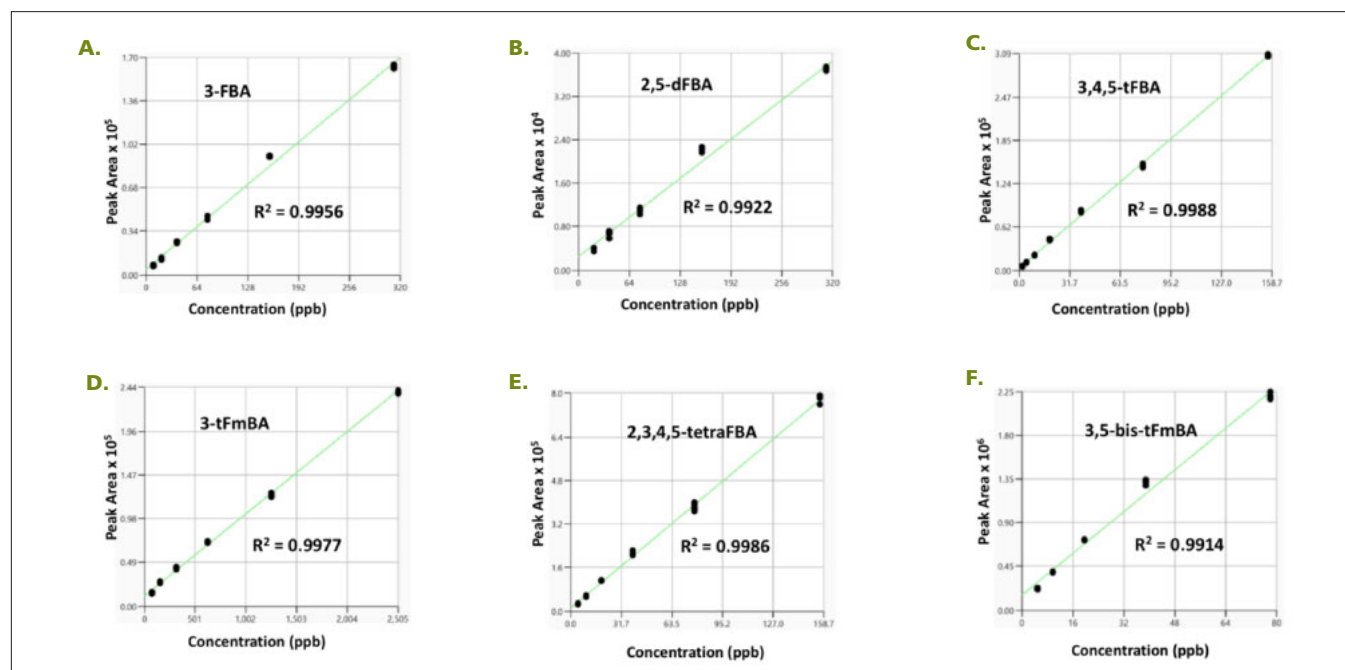 A.
3-FBA
Peak Area x 10⁵
1.70
1.36
1.02
0.68
0.34
0.00
R² = 0.9956
0 64 128 192 256 320
Concentration (ppb)
B.
2,5-dFBA
Peak Area x 10⁴
4.00
3.20
2.40
1.60
0.80
0.00
R² = 0.9922
0 64 128 192 256 320
Concentration (ppb)
C.
3,4,5-tFBA
Peak Area x 10⁵
3.09
2.47
1.85
1.24
0.62
0.00
R² = 0.9988
0.0 31.7 63.5 95.2 127.0 158.7
Concentration (ppb)
D.
3-tFmBA
Peak Area x 10⁵
2.44
1.96
1.47
0.98
0.49
0.00
R² = 0.9977
0 501 1,002 1,503 2,004 2,505
Concentration (ppb)
E.
2,3,4,5-tetraFBA
Peak Area x 10⁵
8.0
6.4
4.8
3.2
1.6
0.0
R² = 0.9986
0.0 31.7 63.5 95.2 127.0 158.7
Concentration (ppb)
F.
3,5-bis-tFmBA
Peak Area x 10⁶
2.25
1.80
1.35
0.90
0.45
0.00
R² = 0.9914
0 16 32 48 64 80
Concentration (ppb)